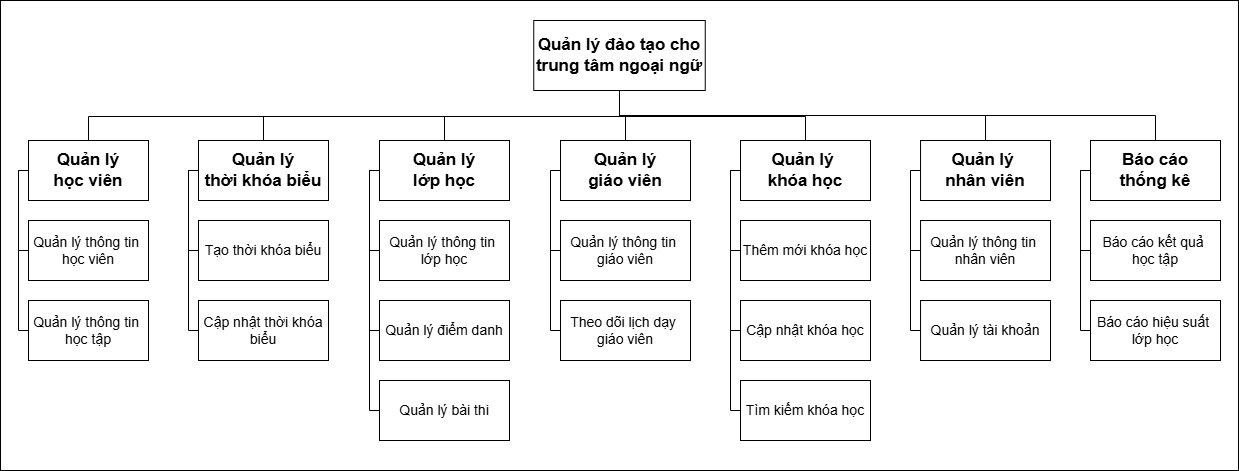 Quản lý đào tạo cho
trung tâm ngoại ngữ
Quản lý
học viên
Quản lý thông tin
học viên
Quản lý thông tin
học tập
Quản lý
thời khóa biểu
Tạo thời khóa biểu
Cập nhật thời khóa
biểu
Quản lý
lớp học
Quản lý thông tin
lớp học
Quản lý điểm danh
Quản lý bài thi
Quản lý
giáo viên
Quản lý thông tin
giáo viên
Theo dõi lịch dạy
giáo viên
Quản lý
khóa học
Thêm mới khóa học
Cập nhật khóa học
Tìm kiếm khóa học
Quản lý
nhân viên
Quản lý thông tin
nhân viên
Quản lý tài khoản
Báo cáo
thống kê
Báo cáo kết quả
học tập
Báo cáo hiệu suất
lớp học